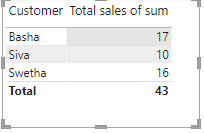 Customer Total sales of sum
Basha 17
Siva 10
Swetha 16
Total 43